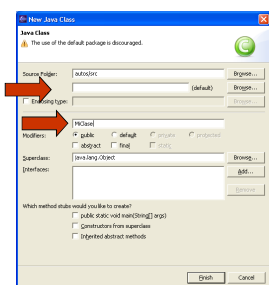 New Java Class
Java Class
The use of the default package is discouraged.
Source Folder: autos/src Browse...
(default) Browse...
Enclosing type: Browse...
MiClase
Modifiers: public default private protected
abstract final static
Superclass: java.lang.Object Browse...
Interfaces: Add...
Remove
Which method stubs would you like to create?
public static void main(String[] args)
Constructors from superclass
Inherited abstract methods
Finish Cancel